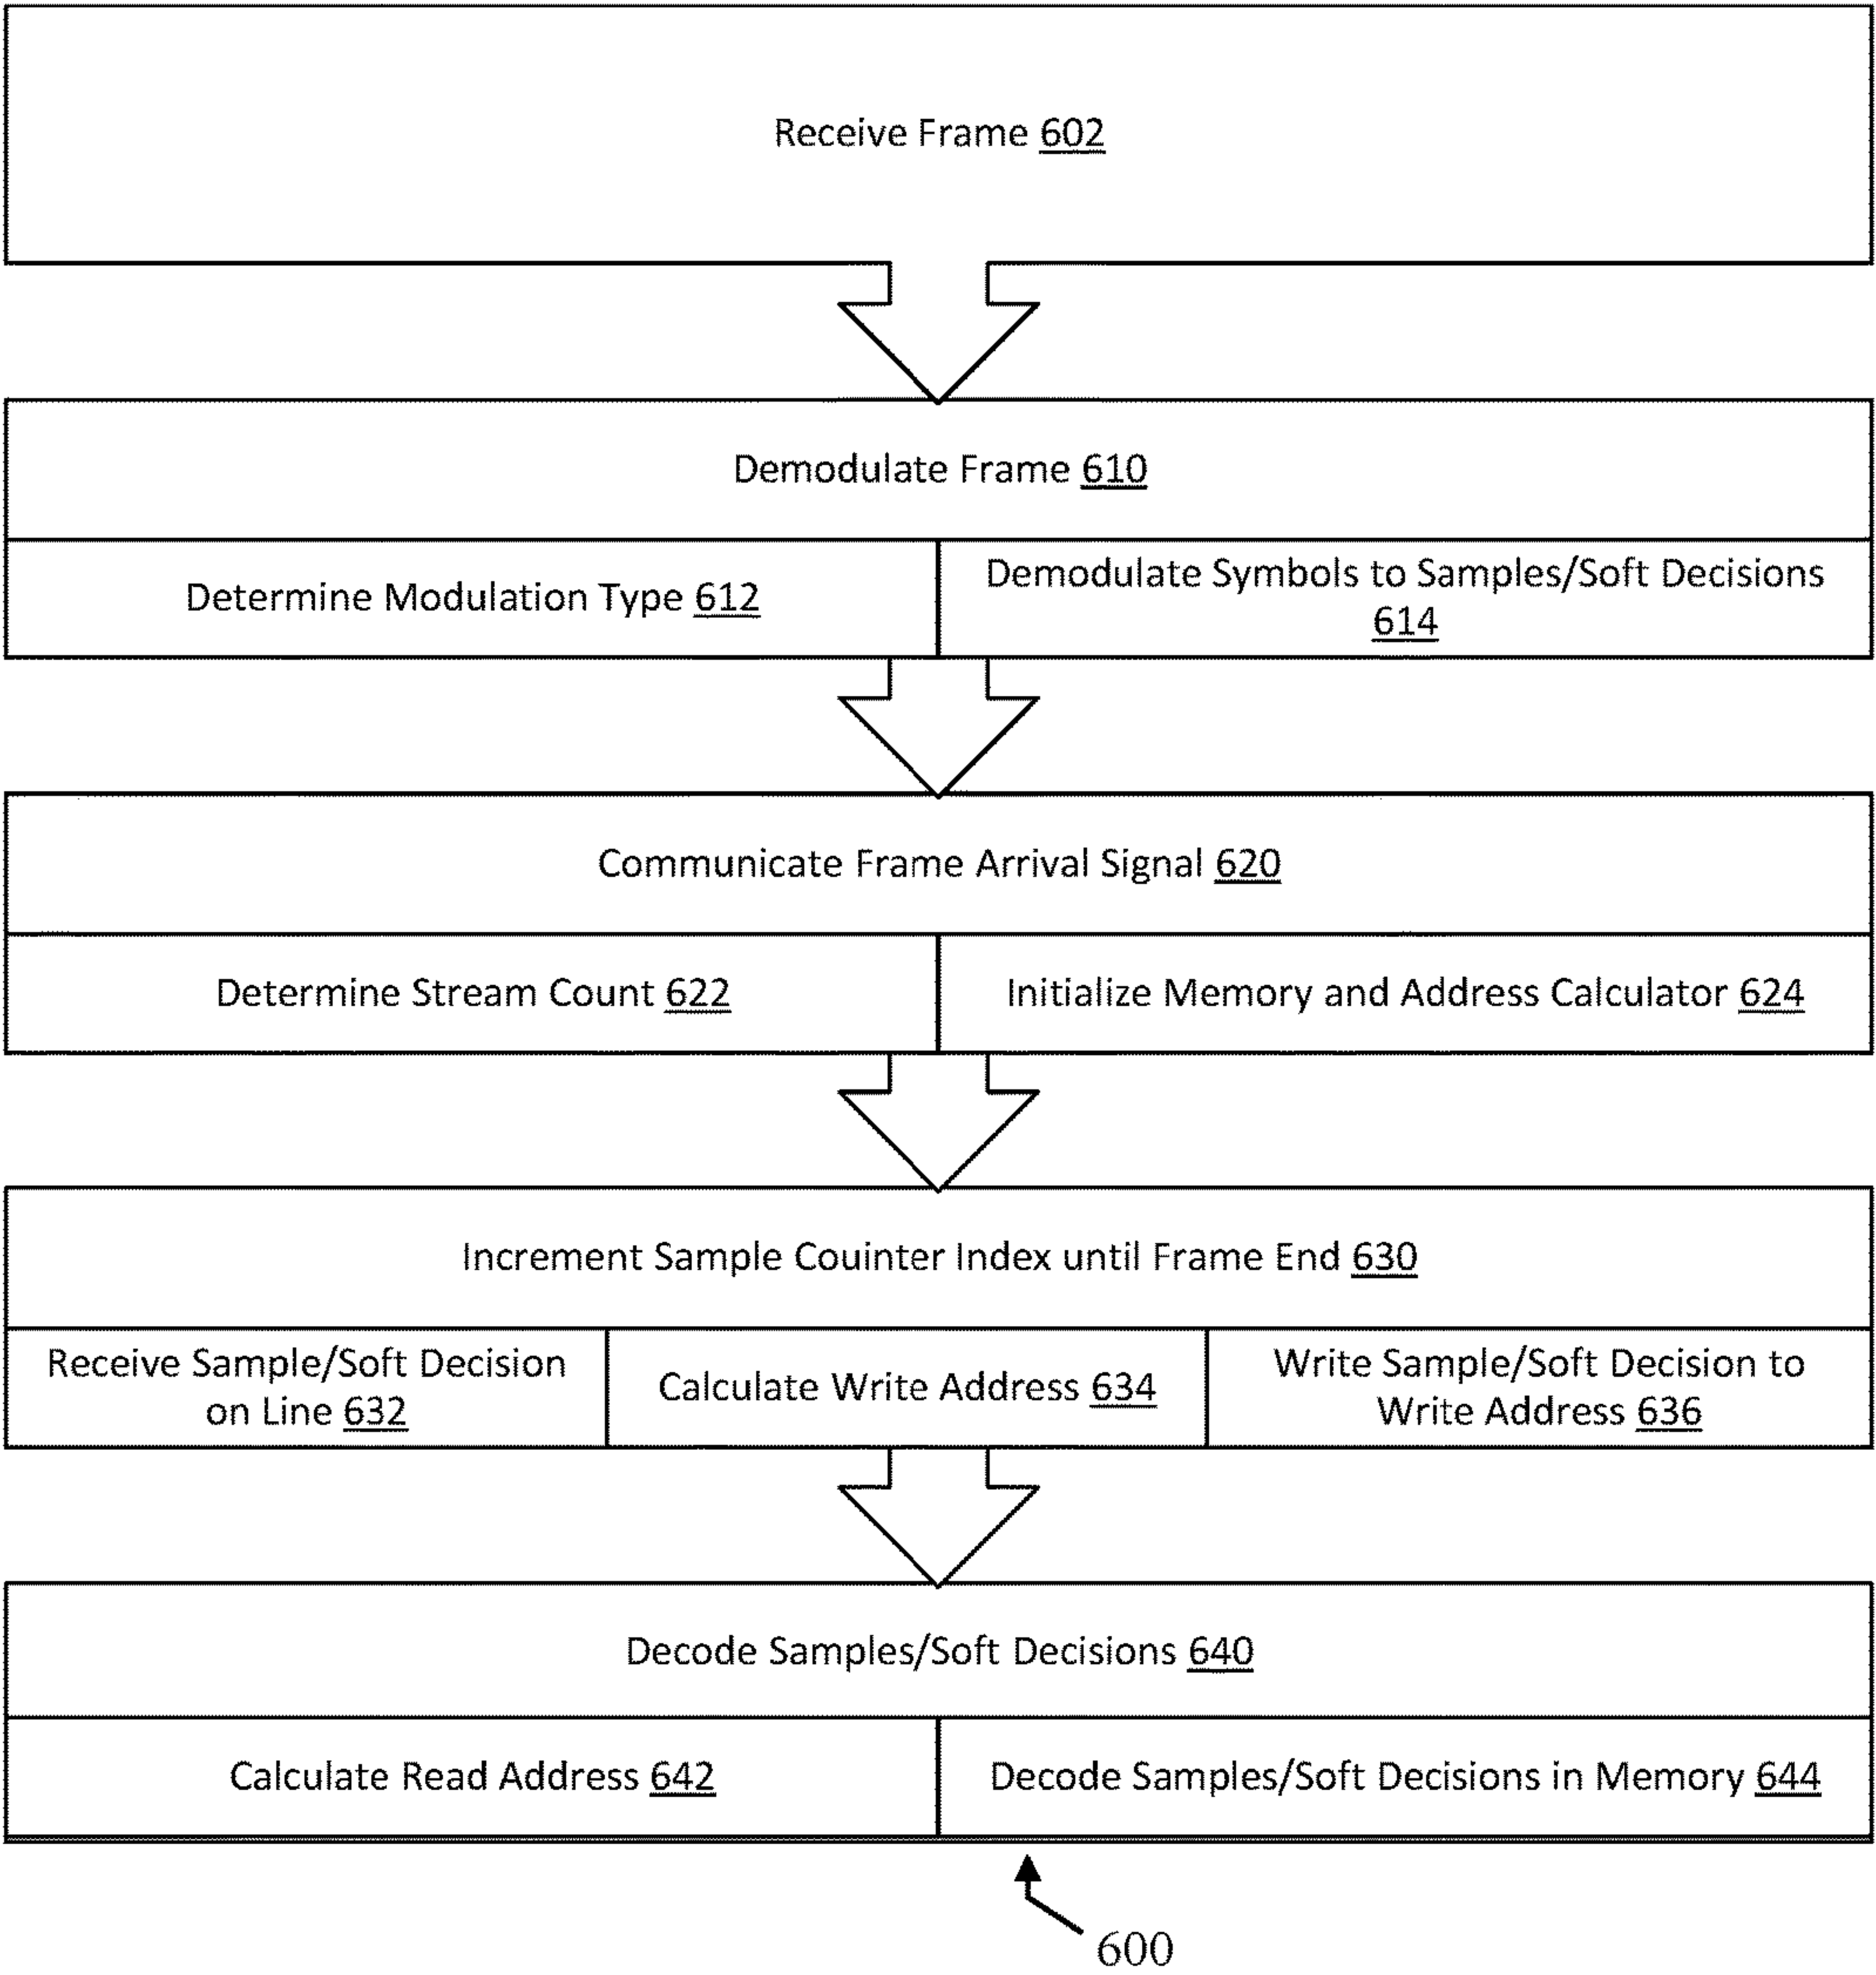 Receive Frame 602
Demodulate Frame 610
Determine Modulation Type 612
Demodulate Symbols to Samples/Soft Decisions
614
Communicate Frame Arrival Signal 620
Determine Stream Count 622
Initialize Memory and Address Calculator 624
Increment Sample Couinter Index until Frame End 630
Receive Sample/Soft Decision
on Line 632
Calculate Write Address 634
Write Sample/Soft Decision to
Write Address 636
Decode Samples/Soft Decisions 640
Calculate Read Address 642
Decode Samples/Soft Decisions in Memory 644
600